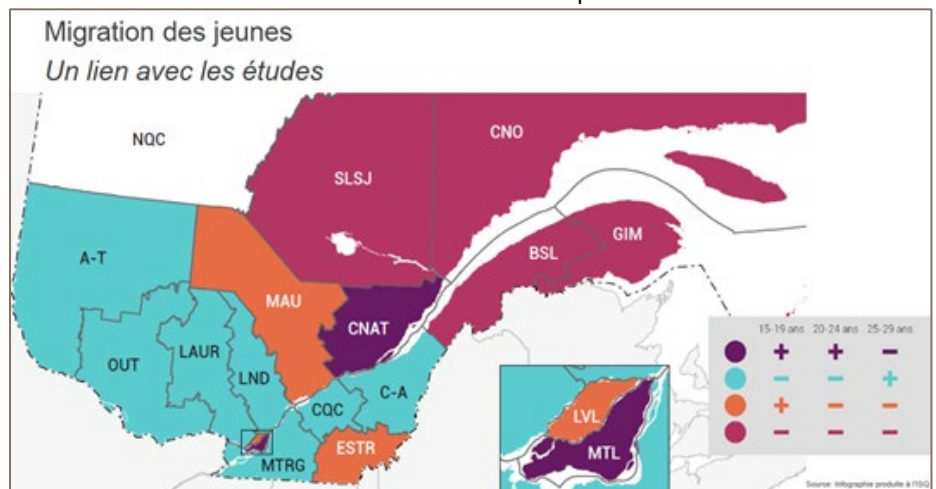 Migration des jeunes
Un lien avec les études
NQC
CNO
SLSJ
GIM
BSL
A-T
MAU
CNAT
OUT
LAUR
LND
C-A
CQC
ESTR
MTRG
LVL
MTL
15-19 ans 20-24 ans 25-29 ans
+ + -
- - +
+ - -
- - -
Source: Infographie produite à l'ISQ